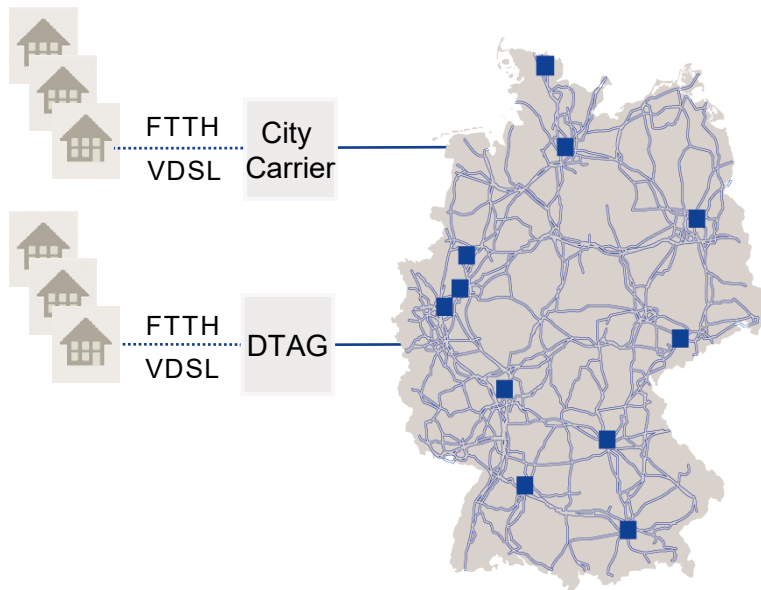 FTTH
VDSL
City
Carrier
FTTH
VDSL
DTAG